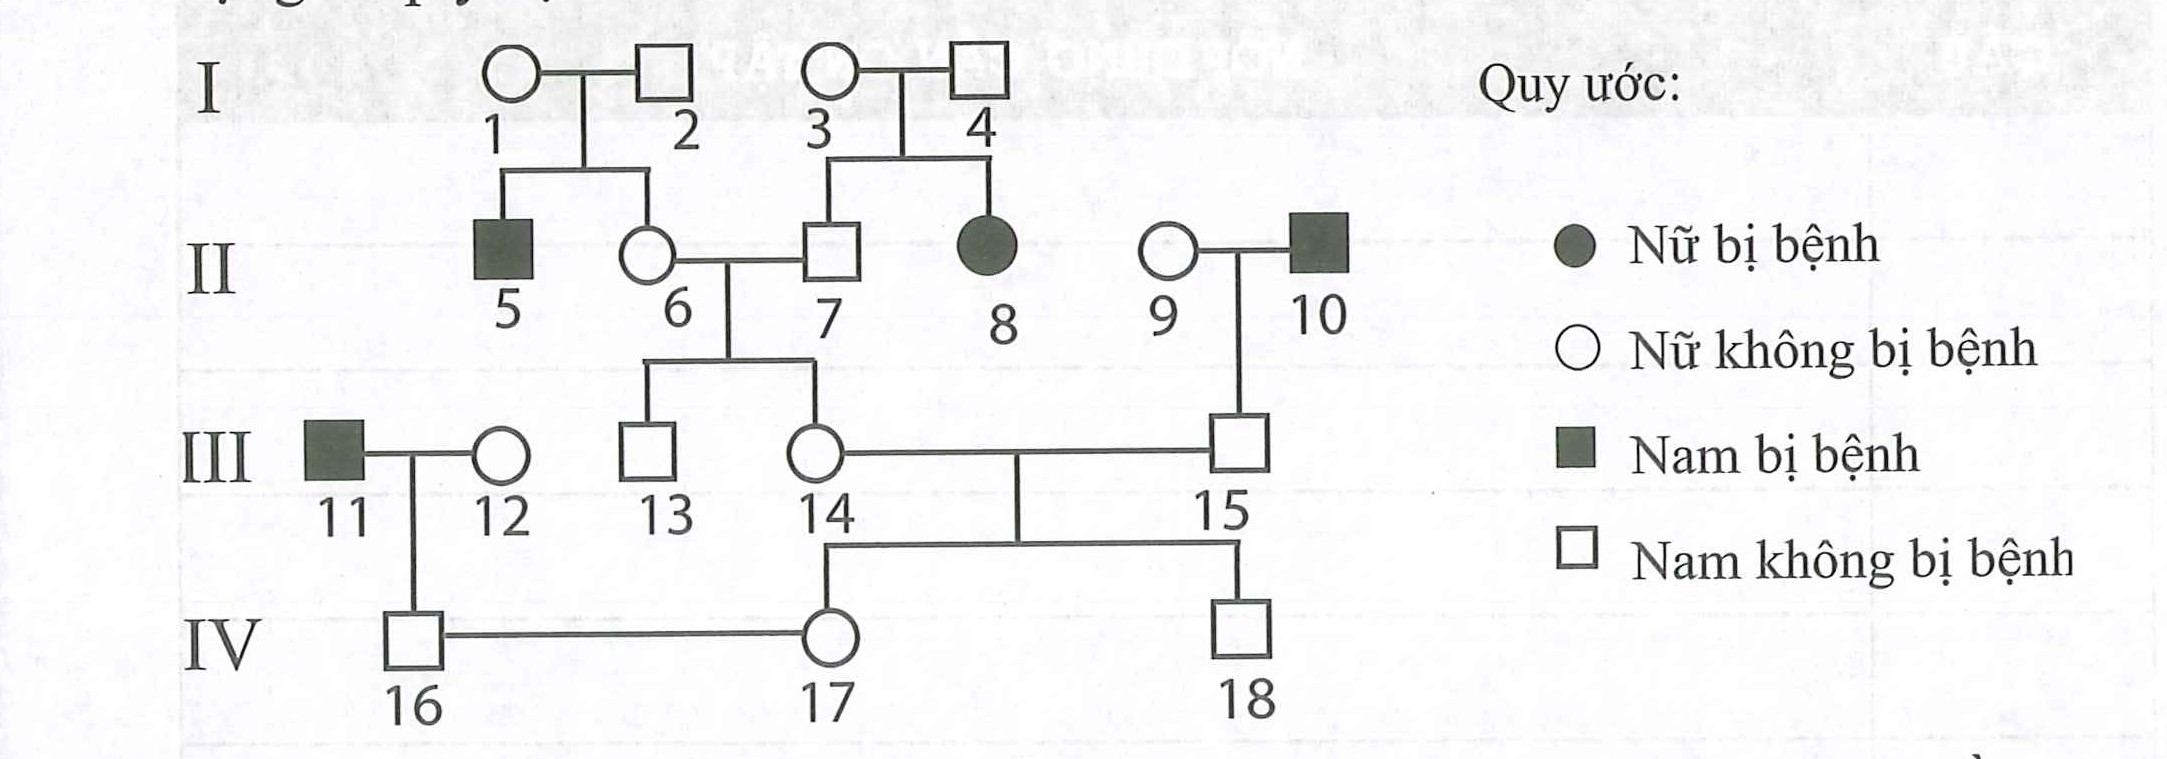 I
1
2
3
4
Quy ước:
II
5
6
7
8
9
10
Nữ bị bệnh
Nữ không bị bệnh
III
11
12
13
14
15
Nam bị bệnh
Nam không bị bệnh
IV
16
17
18